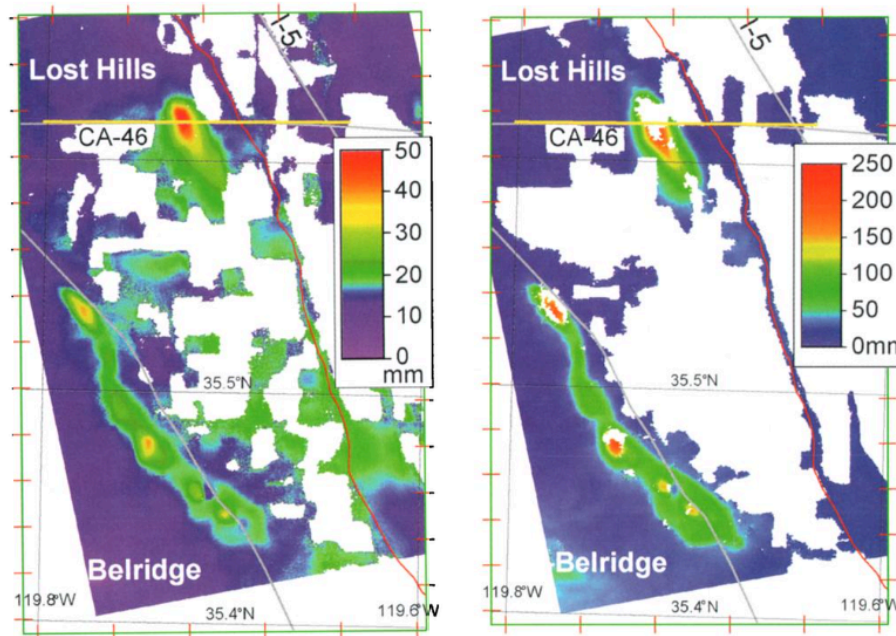 I-5
Lost Hills
CA-46
50
40
30
20
10
0
mm
35.5°N
Belridge
119.8°W
35.4°N
119.6°W
I-5
Lost Hills
CA-46
250
200
150
100
50
0mm
35.5°N
-Belridge
119.8°W
35.4°N
119.6°W